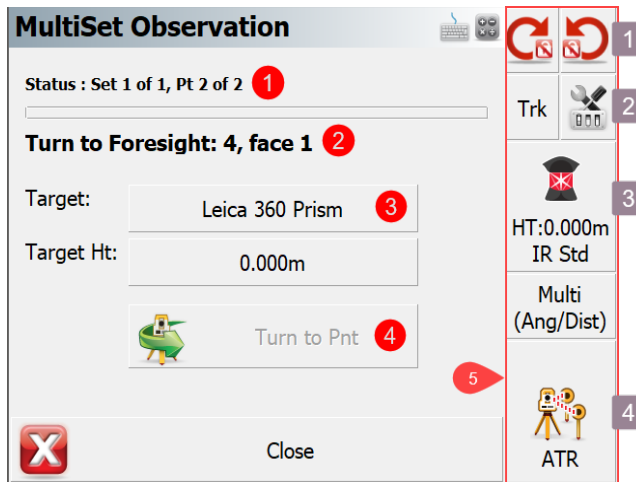 MultiSet Observation
Status : Set 1 of 1, Pt 2 of 2
1
Turn to Foresight: 4, face 1
2
Target:
Leica 360 Prism
3
Target Ht:
0.000m
Turn to Pnt
4
Close
5
1
Trk
2
3
HT:0.000m
IR Std
Multi
(Ang/Dist)
4
ATR